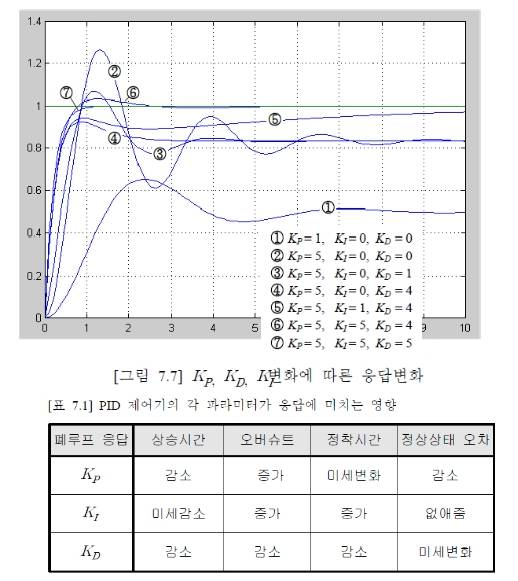 1.4
1.2
1
0.8
0.6
0.4
0.2
0
0 1 2 3 4 5 10
②
⑦ ⑥
⑤
④
③
①
① KP = 1, KI = 0, KD = 0
② KP = 5, KI = 0, KD = 0
③ KP = 5, KI = 0, KD = 1
④ KP = 5, KI = 0, KD = 4
⑤ KP = 5, KI = 1, KD = 4
⑥ KP = 5, KI = 5, KD = 4
⑦ KP = 5, KI = 5, KD = 5
[그림 7.7] KP, KD, KI변화에 따른 응답변화
[표 7.1] PID 제어기의 각 파라미터가 응답에 미치는 영향
페루프 응답 상승시간 오버슈트 정착시간 정상상태 오차
KP 감소 증가 미세변화 감소
KI 미세감소 증가 증가 없애줌
KD 감소 감소 감소 미세변화